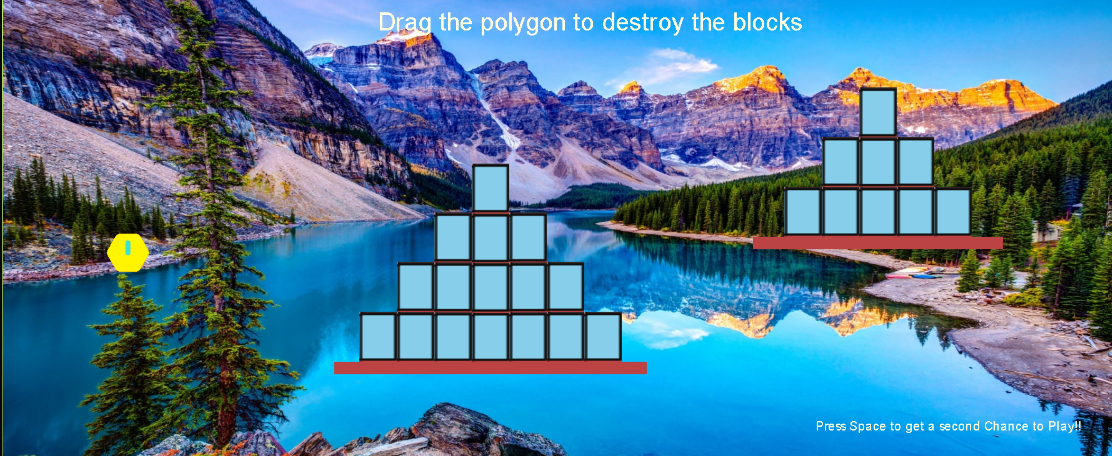 Drag the polygon to destroy the blocks
Press Space to get a second Chance to Play!!